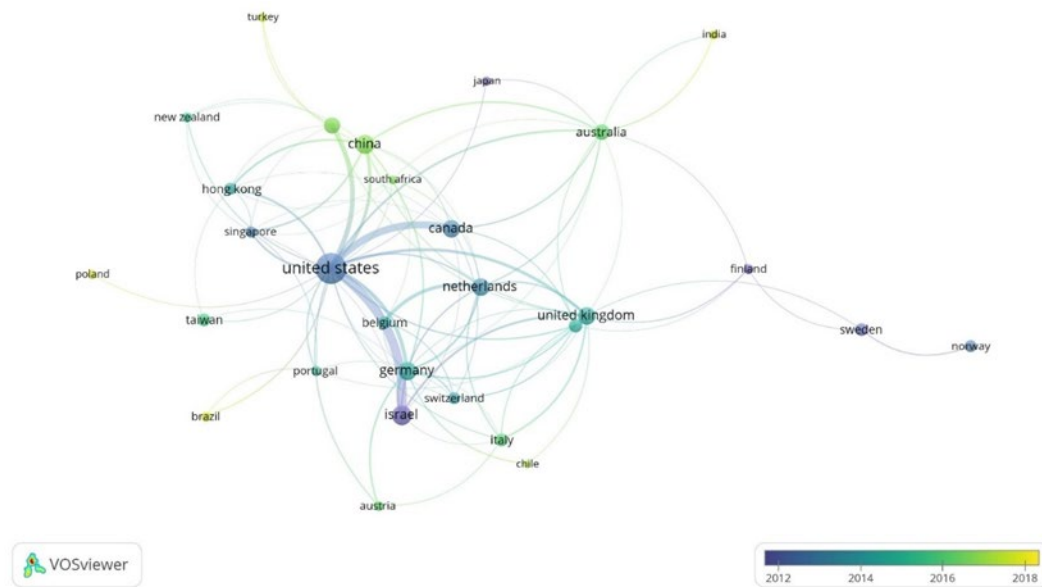 turkey
india
japan
new zealand
australia
china
south africa
hong kong
canada
singapore
united states
finland
poland
netherlands
united kingdom
taiwan
belgium
sweden
norway
portugal
germany
switzerland
brazil
israel
italy
chile
austria
VOSviewer
2012 2014 2016 2018